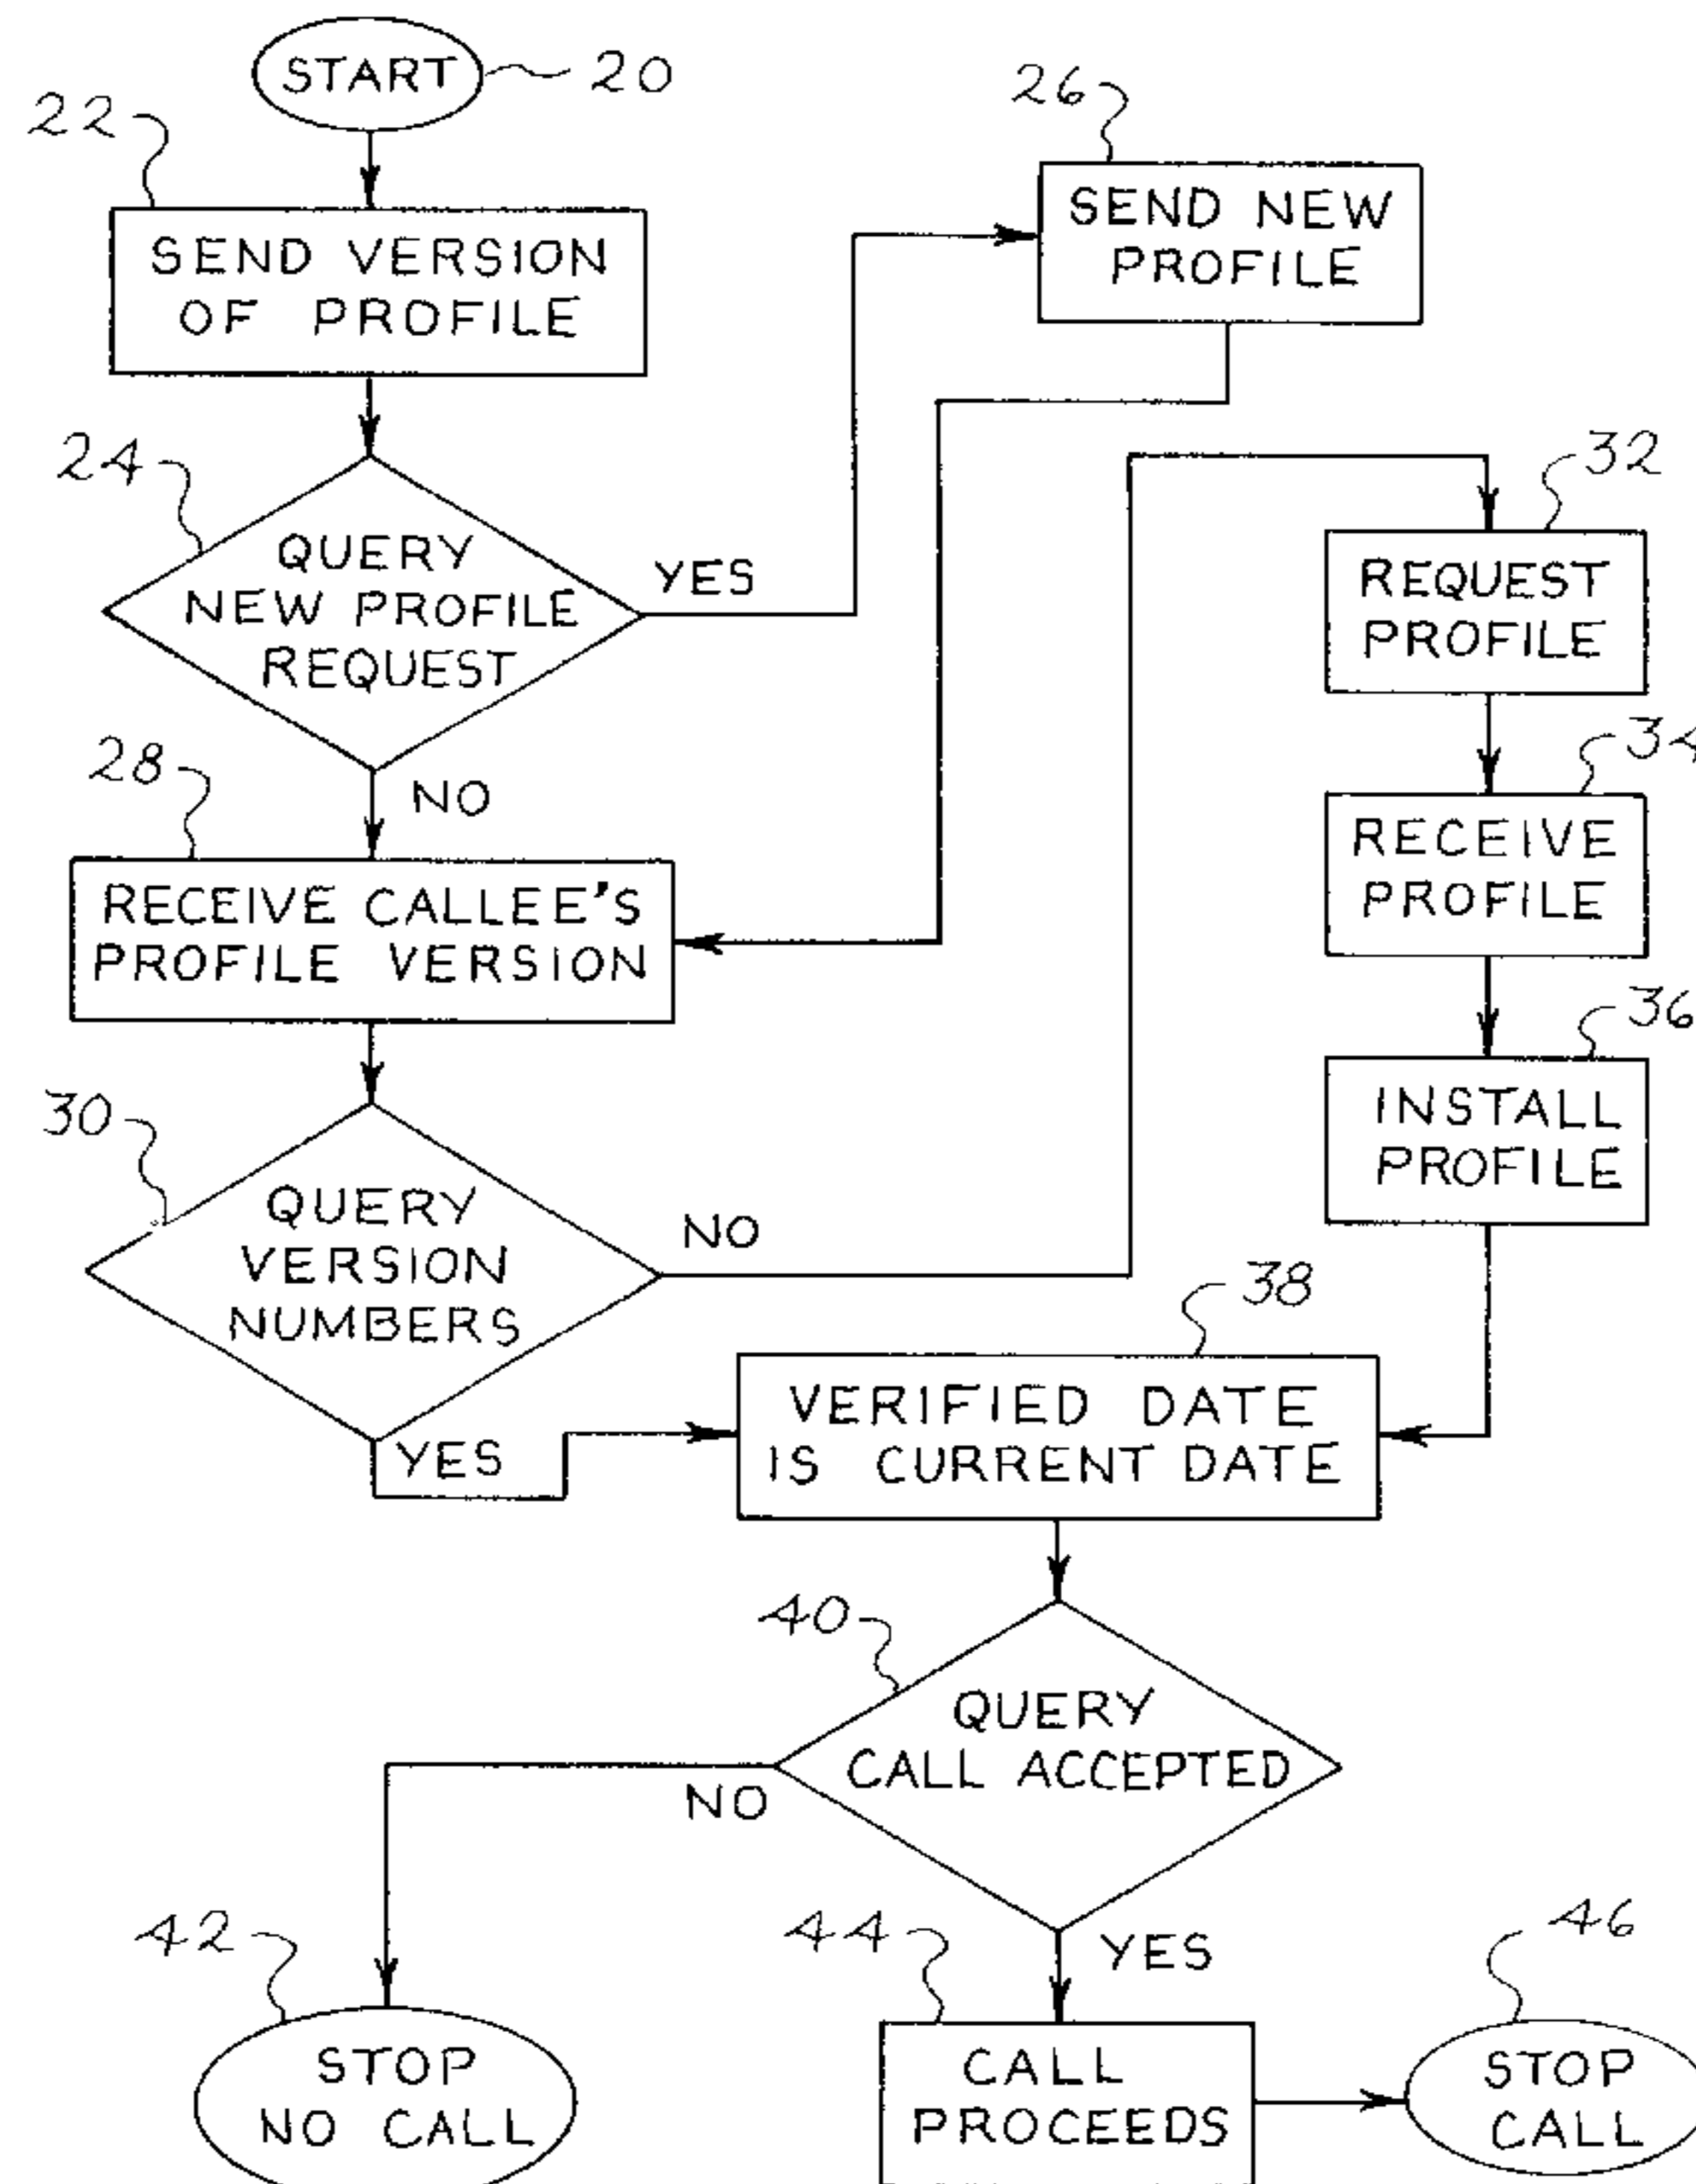 START
20
22
SEND VERSION
OF PROFILE
26
SEND NEW
PROFILE
24
QUERY
NEW PROFILE
REQUEST
YES
NO
28
RECEIVE CALLEE'S
PROFILE VERSION
32
REQUEST
PROFILE
34
RECEIVE
PROFILE
36
INSTALL
PROFILE
30
QUERY
VERSION
NUMBERS
NO
YES
38
VERIFIED DATE
IS CURRENT DATE
40
QUERY
CALL ACCEPTED
NO
YES
42
STOP
NO CALL
44
CALL
PROCEEDS
46
STOP
CALL